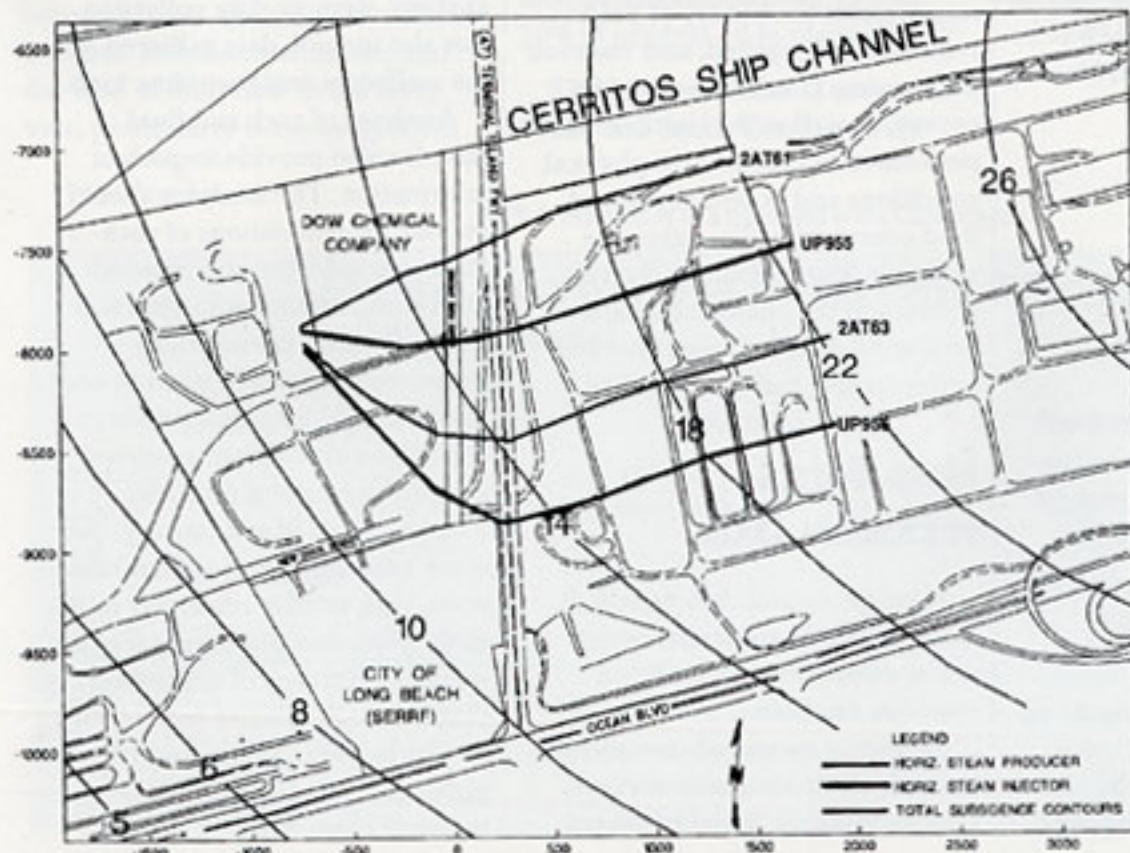 CERRITOS SHIP CHANNEL
-7000
2AT61
26
DOW CHEMICAL
COMPANY
-7500
UP955
-8000
2AT63
22
18
-8500
14
-9000
10
-9500
CITY OF
LONG BEACH
(SERRF)
8
OCEAN BLVD
6
-10000
5
N
LEGEND
HORIZ. STEAM PRODUCER
HORIZ. STEAM INJECTOR
TOTAL SUBSIDENCE CONTOURS
-500
0
500
1000
1500
2000
2500
3000